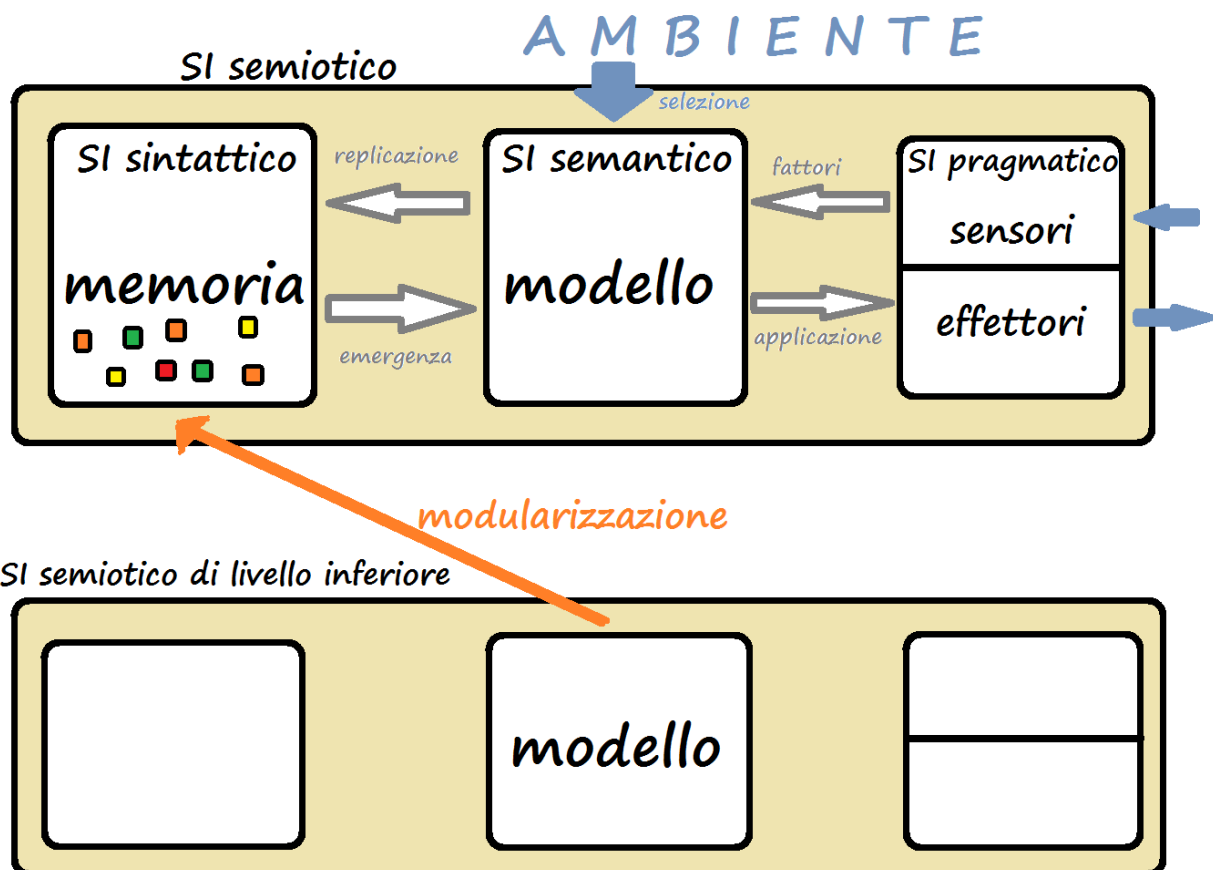 A M B I E N T E
SI semiotico
selezione
SI sintattico
replicazione
SI semantico
fattori
SI pragmatico
sensori
memoria
modello
effettori
emergenza
applicazione
modularizzazione
SI semiotico di livello inferiore
modello